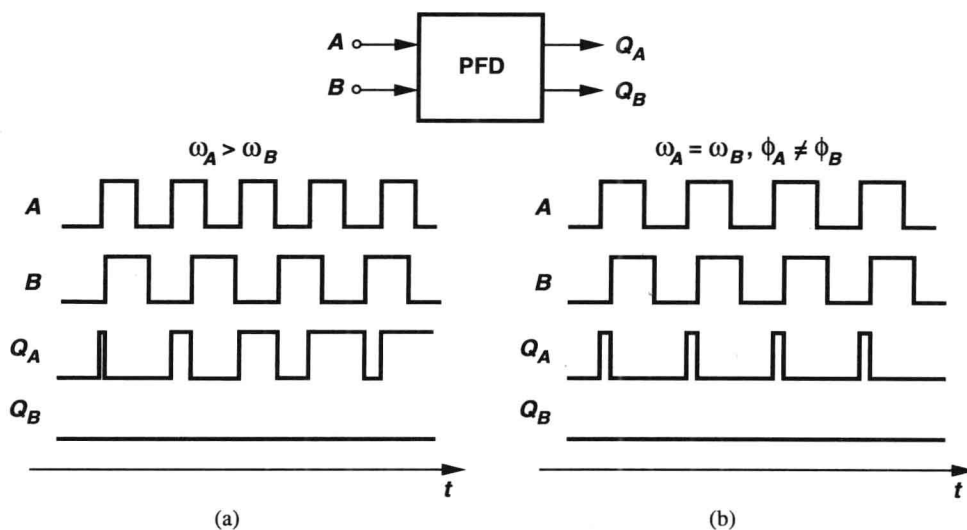 A PFD Q_A
B Q_B
ω_A > ω_B
A
B
Q_A
Q_B
t
(a)
ω_A = ω_B, ϕ_A ≠ ϕ_B
A
B
Q_A
Q_B
t
(b)